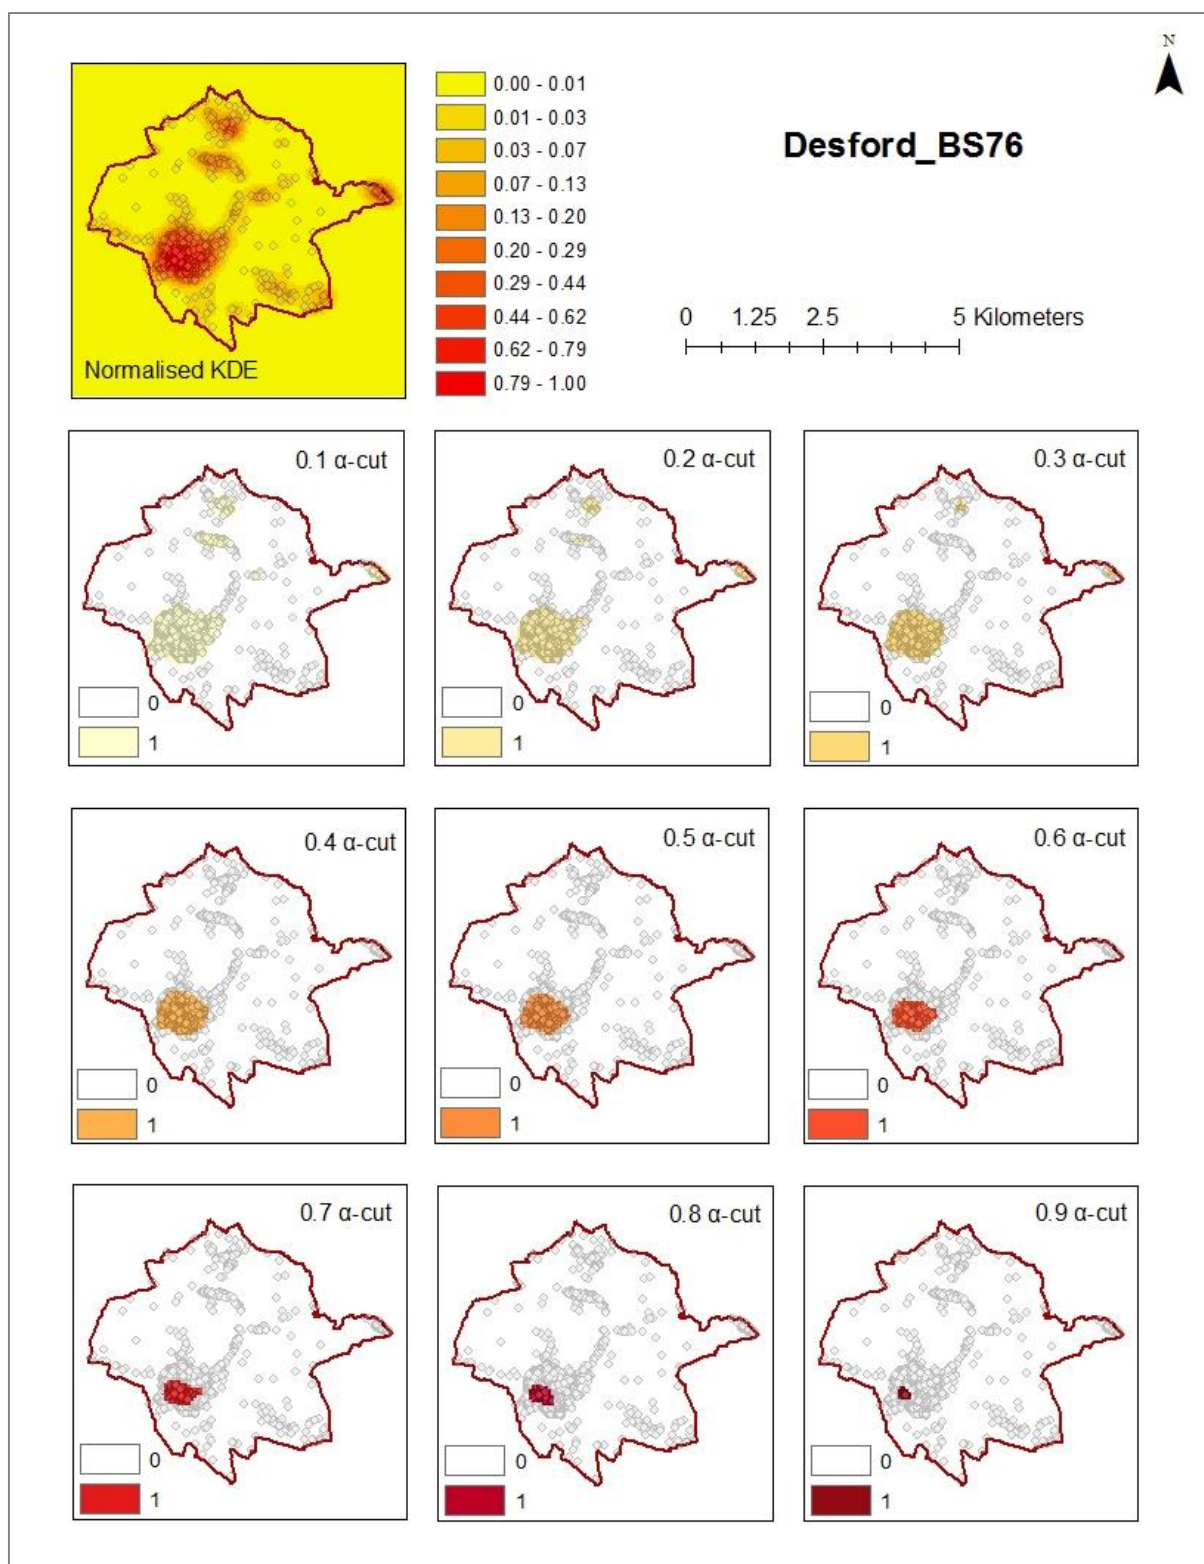 N
Desford_BS76
0.00 - 0.01
0.01 - 0.03
0.03 - 0.07
0.07 - 0.13
0.13 - 0.20
0.20 - 0.29
0.29 - 0.44
0.44 - 0.62
0.62 - 0.79
0.79 - 1.00
0 1.25 2.5 5 Kilometers
Normalised KDE
0.1 α-cut
0
1
0.2 α-cut
0
1
0.3 α-cut
0
1
0.4 α-cut
0
1
0.5 α-cut
0
1
0.6 α-cut
0
1
0.7 α-cut
0
1
0.8 α-cut
0
1
0.9 α-cut
0
1